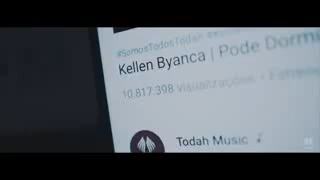 #SomosTodosTodah
Kellen Byanca | Pode Dormi
10.817.398 visualizações •
Todah Music